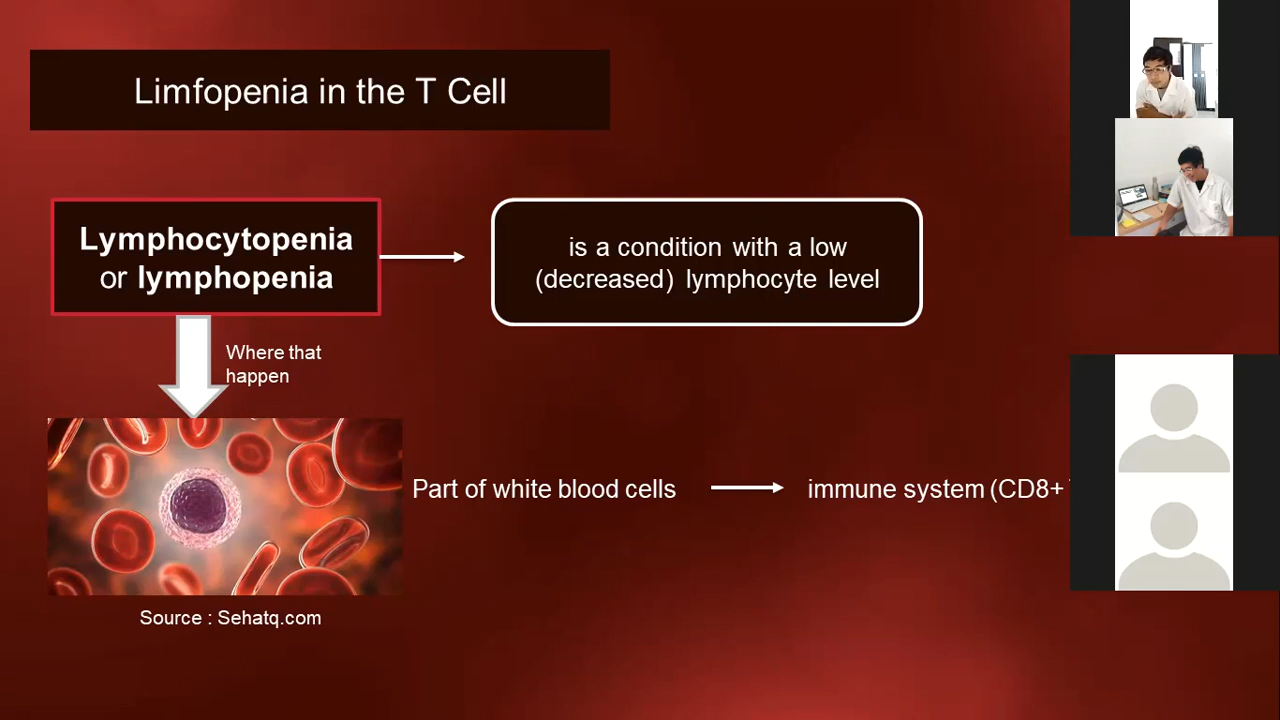 Limfopenia in the T Cell
Lymphocytopenia
or lymphopenia
is a condition with a low
(decreased) lymphocyte level
Where that
happen
Part of white blood cells
immune system (CD8+
Source : Sehatq.com